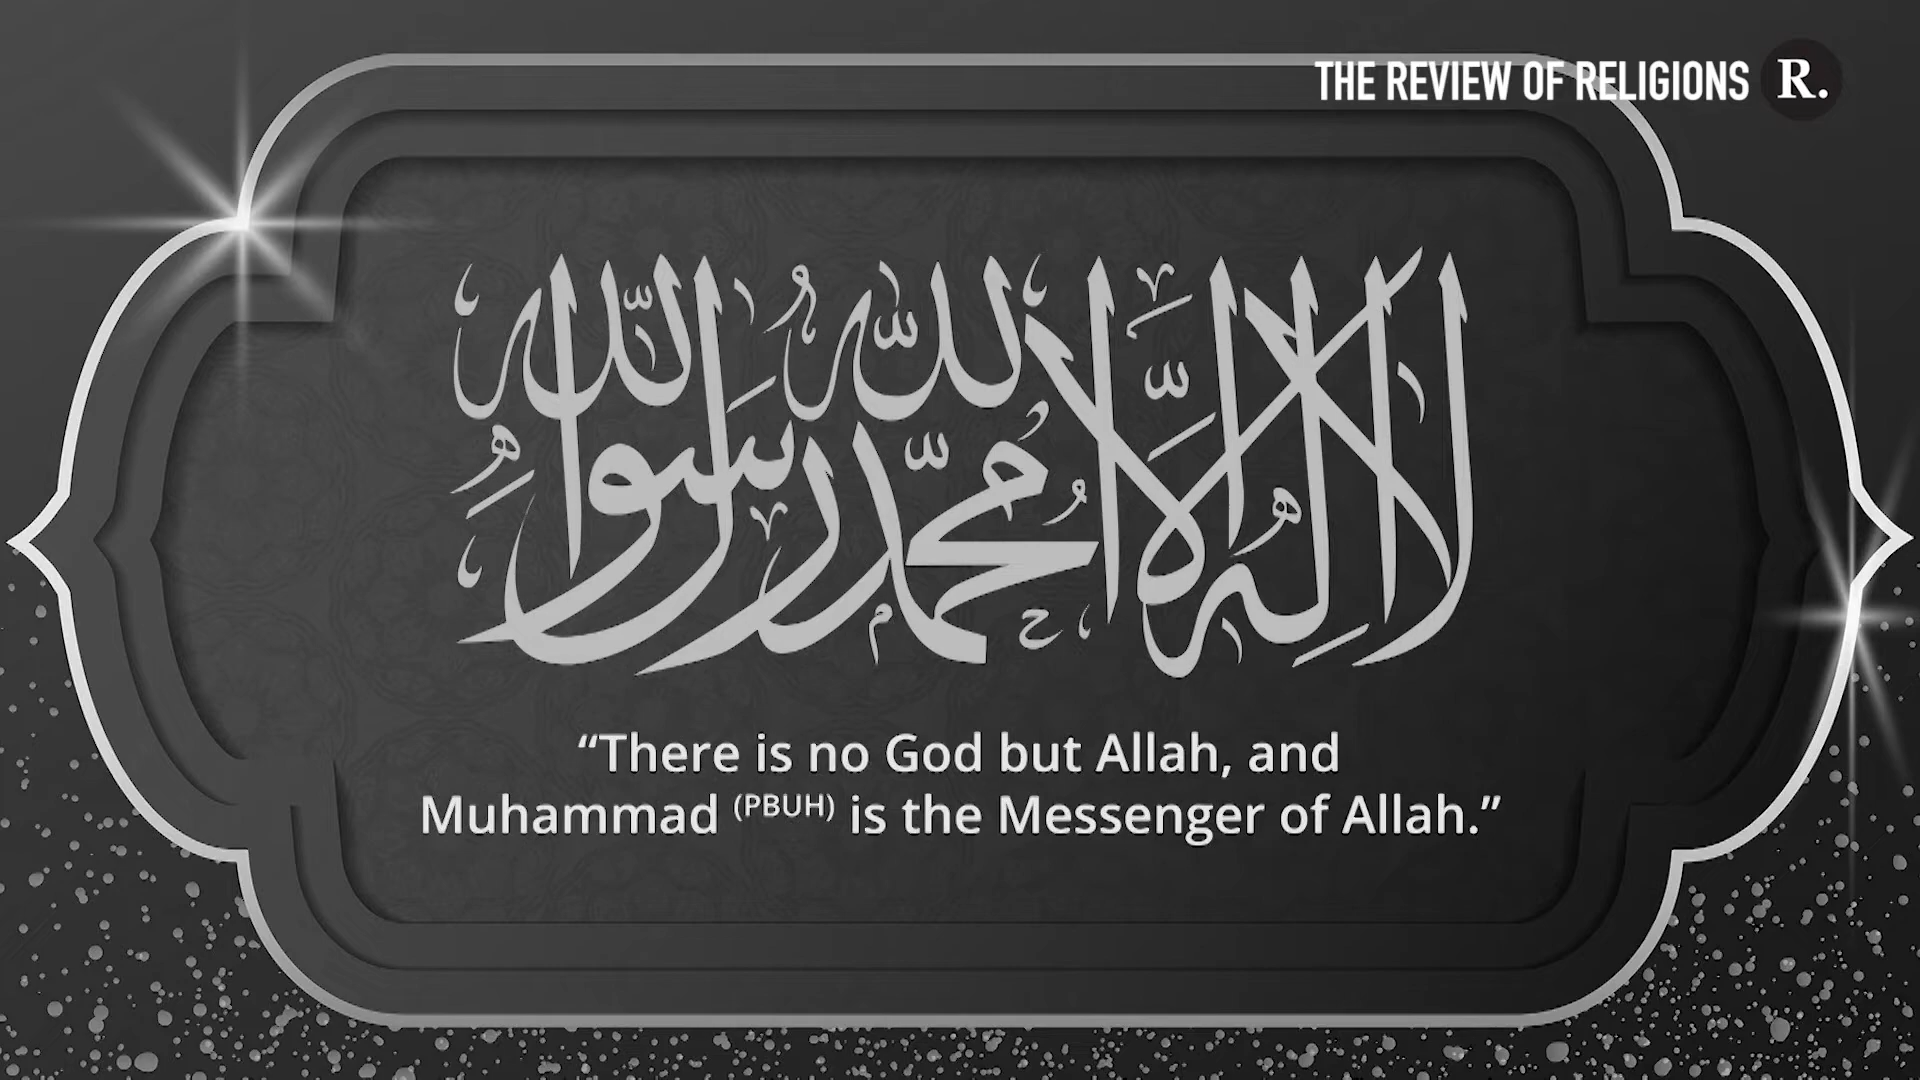 THE REVIEW OF RELIGIONS R.
لا إله إلا الله محمد رسول الله
“There is no God but Allah, and
Muhammad (PBUH) is the Messenger of Allah.”